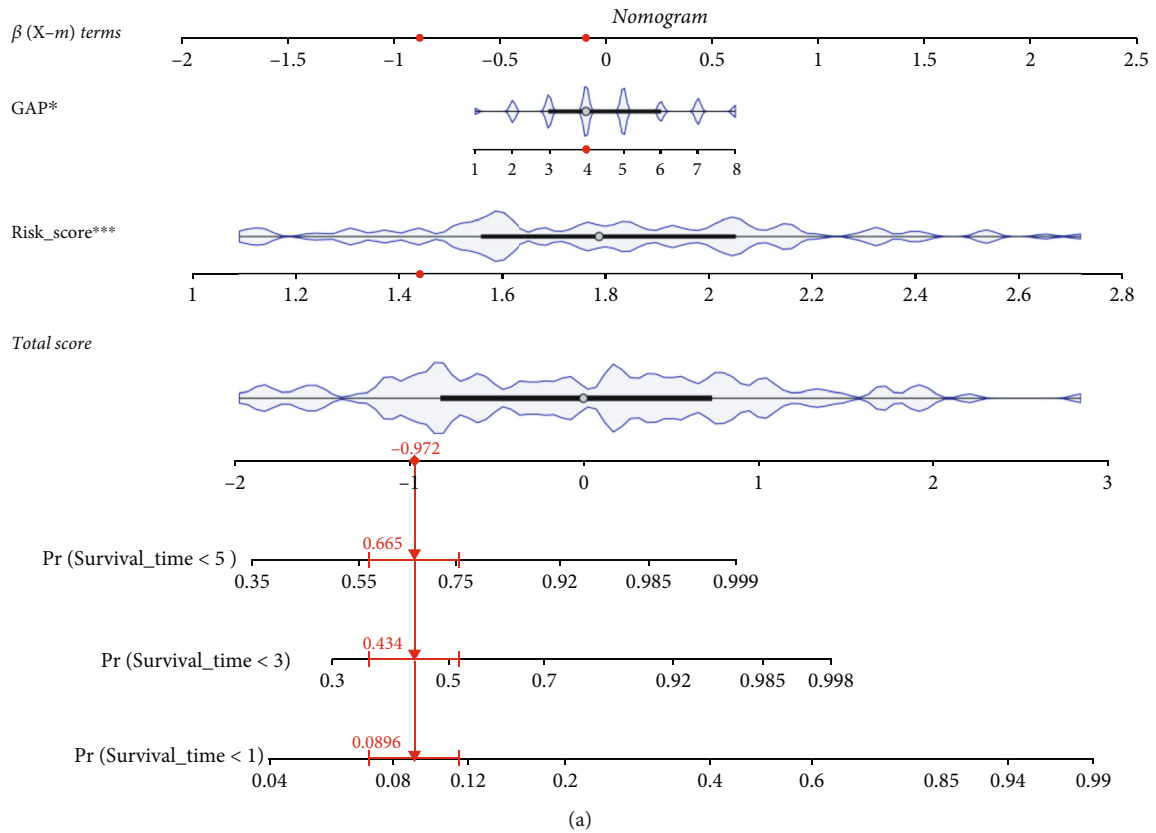 Nomogram
β (X–m) terms
–2 –1.5 –1 –0.5 0 0.5 1 1.5 2 2.5
GAP*
1 2 3 4 5 6 7 8
Risk_score***
1 1.2 1.4 1.6 1.8 2 2.2 2.4 2.6 2.8
Total score
–0.972
–2 –1 0 1 2 3
0.665
Pr (Survival_time < 5 )
0.35 0.55 0.75 0.92 0.985 0.999
0.434
Pr (Survival_time < 3)
0.3 0.5 0.7 0.92 0.985 0.998
0.0896
Pr (Survival_time < 1)
0.04 0.08 0.12 0.2 0.4 0.6 0.85 0.94 0.99
(a)